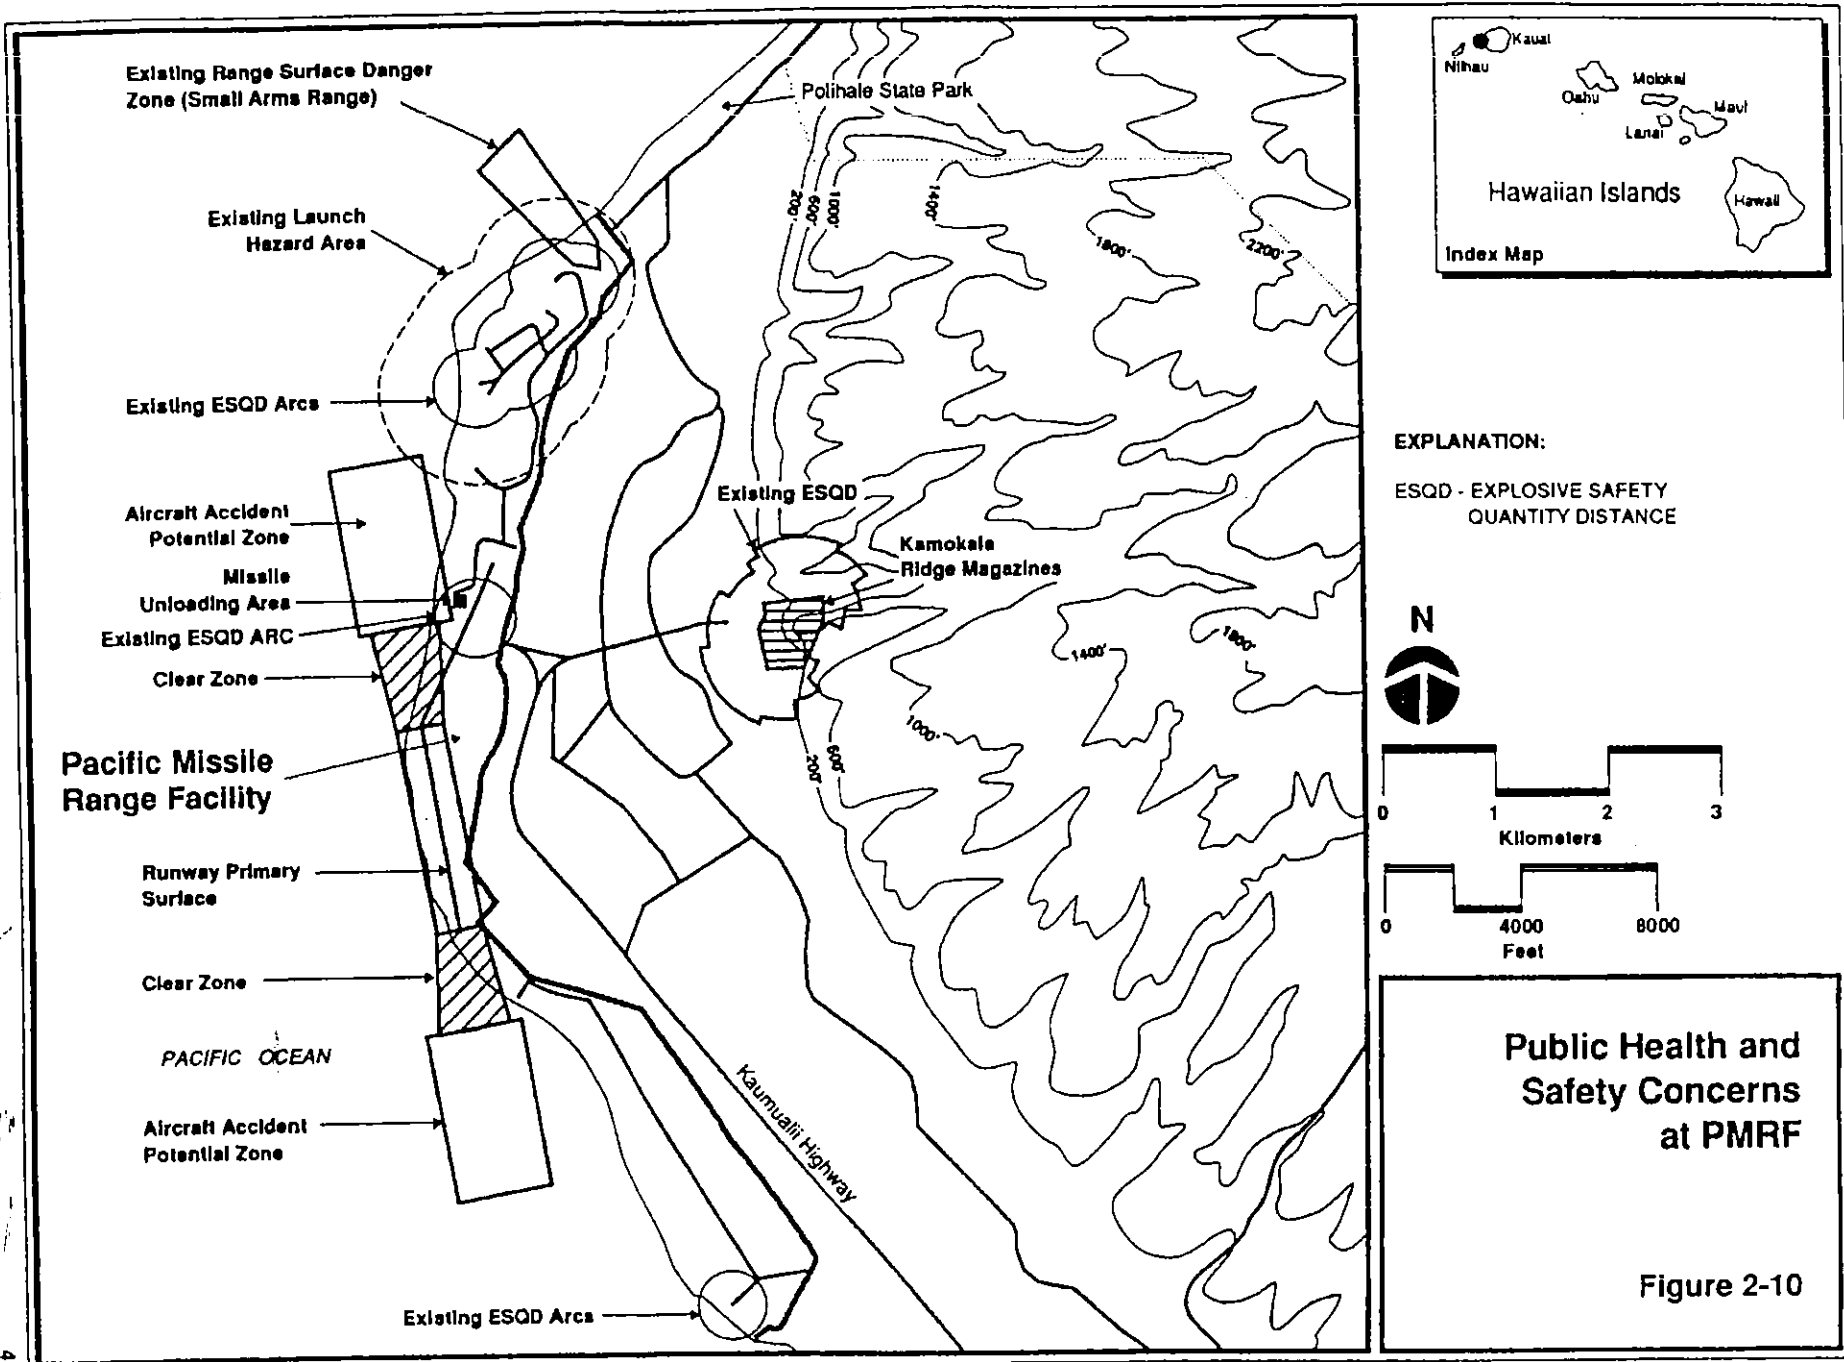 Existing Range Surface Danger
Zone (Small Arms Range)
Polihale State Park
Existing Launch
Hazard Area
200'
600'
1000'
1400'
1800'
2200'
Existing ESQD Arcs
Existing ESQD
Aircraft Accident
Potential Zone
Kamokala
Ridge Magazines
Missile
Unloading Area
Existing ESQD ARC
Clear Zone
1400'
1800'
1000'
600'
200'
Pacific Missile
Range Facility
Runway Primary
Surface
Clear Zone
PACIFIC OCEAN
Aircraft Accident
Potential Zone
Kaumualii Highway
Existing ESQD Arcs
Kauai
Niihau
Oahu
Molokai
Maui
Lanai
Hawaiian Islands
Hawaii
Index Map
EXPLANATION:
ESQD - EXPLOSIVE SAFETY
QUANTITY DISTANCE
N
0 1 2 3
Kilometers
0 4000 8000
Feet
Public Health and
Safety Concerns
at PMRF
Figure 2-10
4